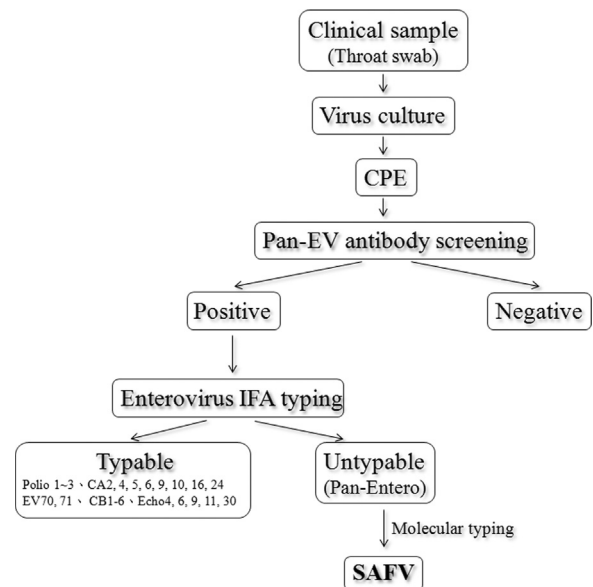 Clinical sample
(Throat swab)
Virus culture
CPE
Pan-EV antibody screening
Positive
Negative
Enterovirus IFA typing
Typable
Polio 1~3、CA2, 4, 5, 6, 9, 10, 16, 24
EV70, 71、 CB1-6、Echo4, 6, 9, 11, 30
Untypable
(Pan-Entero)
Molecular typing
SAFV